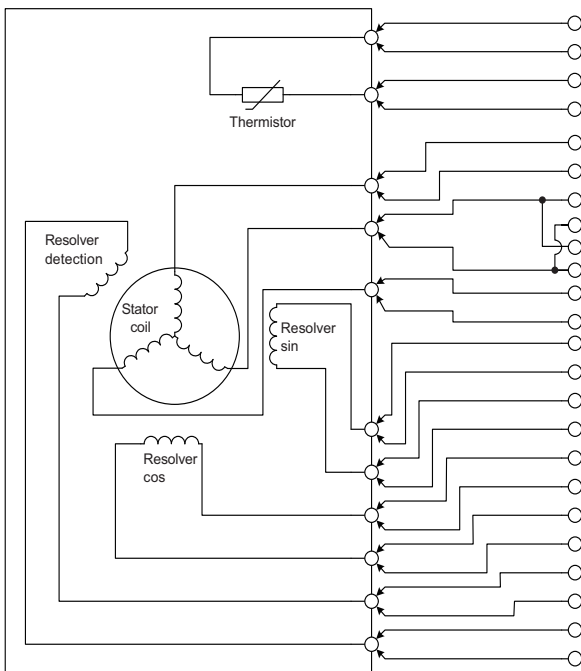 Thermistor
Resolver
detection
Stator
coil
Resolver
sin
Resolver
cos